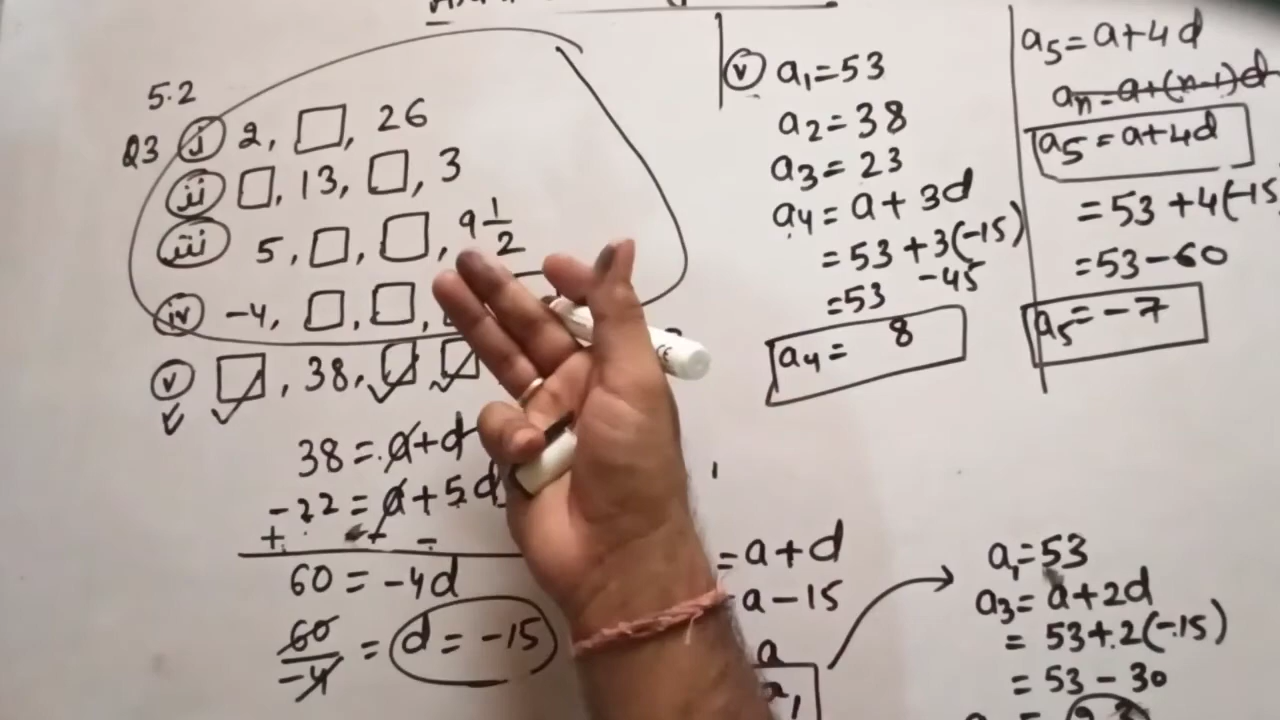 5.2
Q3 (i) 2, □, 26
(ii) □, 13, □, 3
(iii) 5, □, □, 9 1/2
(iv) -4, □, □,
(v) □, 38, □ □
38 = a+d
-22 = a+5d
+ - -
60 = -4d
60/-4 = d = -15
(v) a₁=53
a₂=38
a₃=23
a₄= a+ 3d
=53+3(-15)
=53 -45
a₄= 8
a₅=a+4d
an=a+(n-1)d
a₅=a+4d
=53+4(-15
=53-60
a₅=-7
=a+d
a-15
a
a₁
a₁=53
a₃= a+2d
= 53+2(-15)
= 53-30